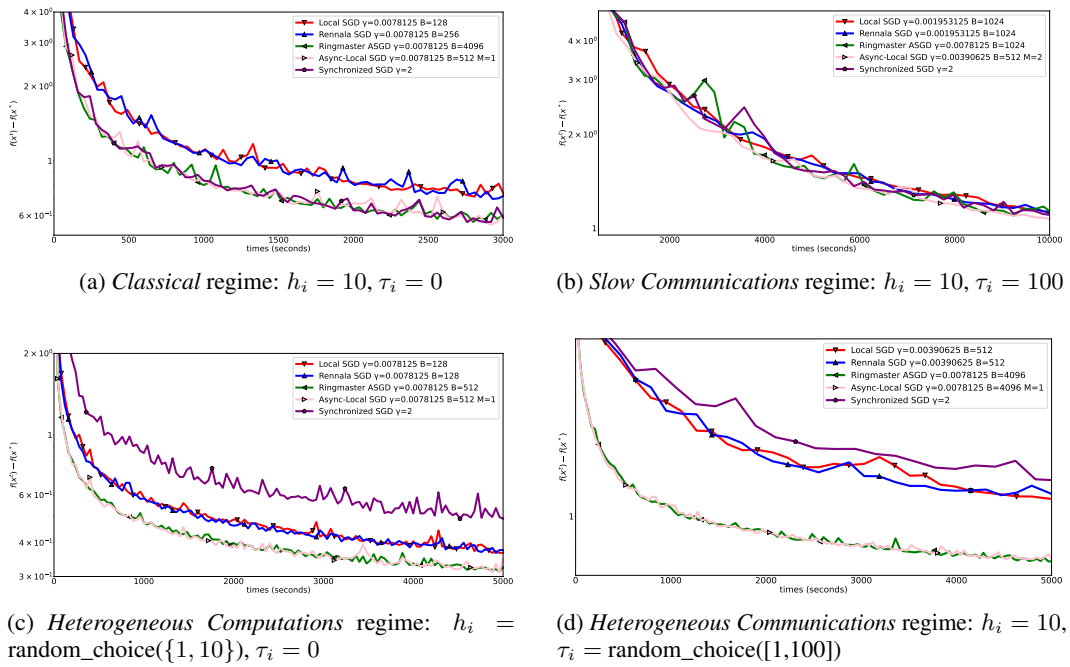 4 × 10⁰
3 × 10⁰
2 × 10⁰
1
6 × 10⁻¹
f(xᵗ) − f(x*)
Local SGD γ=0.0078125 B=128
Rennala SGD γ=0.0078125 B=256
Ringmaster ASGD γ=0.0078125 B=4096
Async-Local SGD γ=0.0078125 B=512 M=1
Synchronized SGD γ=2
0 500 1000 1500 2000 2500 3000
times (seconds)
(a) Classical regime: hᵢ = 10, τᵢ = 0
3 × 10⁰
2 × 10⁰
1
f(xᵗ) − f(x*)
Local SGD γ=0.001953125 B=1024
Rennala SGD γ=0.001953125 B=1024
Ringmaster ASGD γ=0.0078125 B=1024
Async-Local SGD γ=0.00390625 B=512 M=2
Synchronized SGD γ=2
2000 4000 6000 8000 10000
times (seconds)
(b) Slow Communications regime: hᵢ = 10, τᵢ = 100
2 × 10⁰
1
6 × 10⁻¹
4 × 10⁻¹
3 × 10⁻¹
f(xᵗ) − f(x*)
Local SGD γ=0.0078125 B=128
Rennala SGD γ=0.0078125 B=128
Ringmaster ASGD γ=0.0078125 B=512
Async-Local SGD γ=0.0078125 B=512 M=1
Synchronized SGD γ=2
0 1000 2000 3000 4000 5000
times (seconds)
(c) Heterogeneous Computations regime: hᵢ =
random_choice({1, 10}), τᵢ = 0
1
f(xᵗ) − f(x*)
Local SGD γ=0.00390625 B=512
Rennala SGD γ=0.00390625 B=512
Ringmaster ASGD γ=0.0078125 B=4096
Async-Local SGD γ=0.0078125 B=4096 M=1
Synchronized SGD γ=2
0 1000 2000 3000 4000 5000
times (seconds)
(d) Heterogeneous Communications regime: hᵢ = 10,
τᵢ = random_choice([1,100])